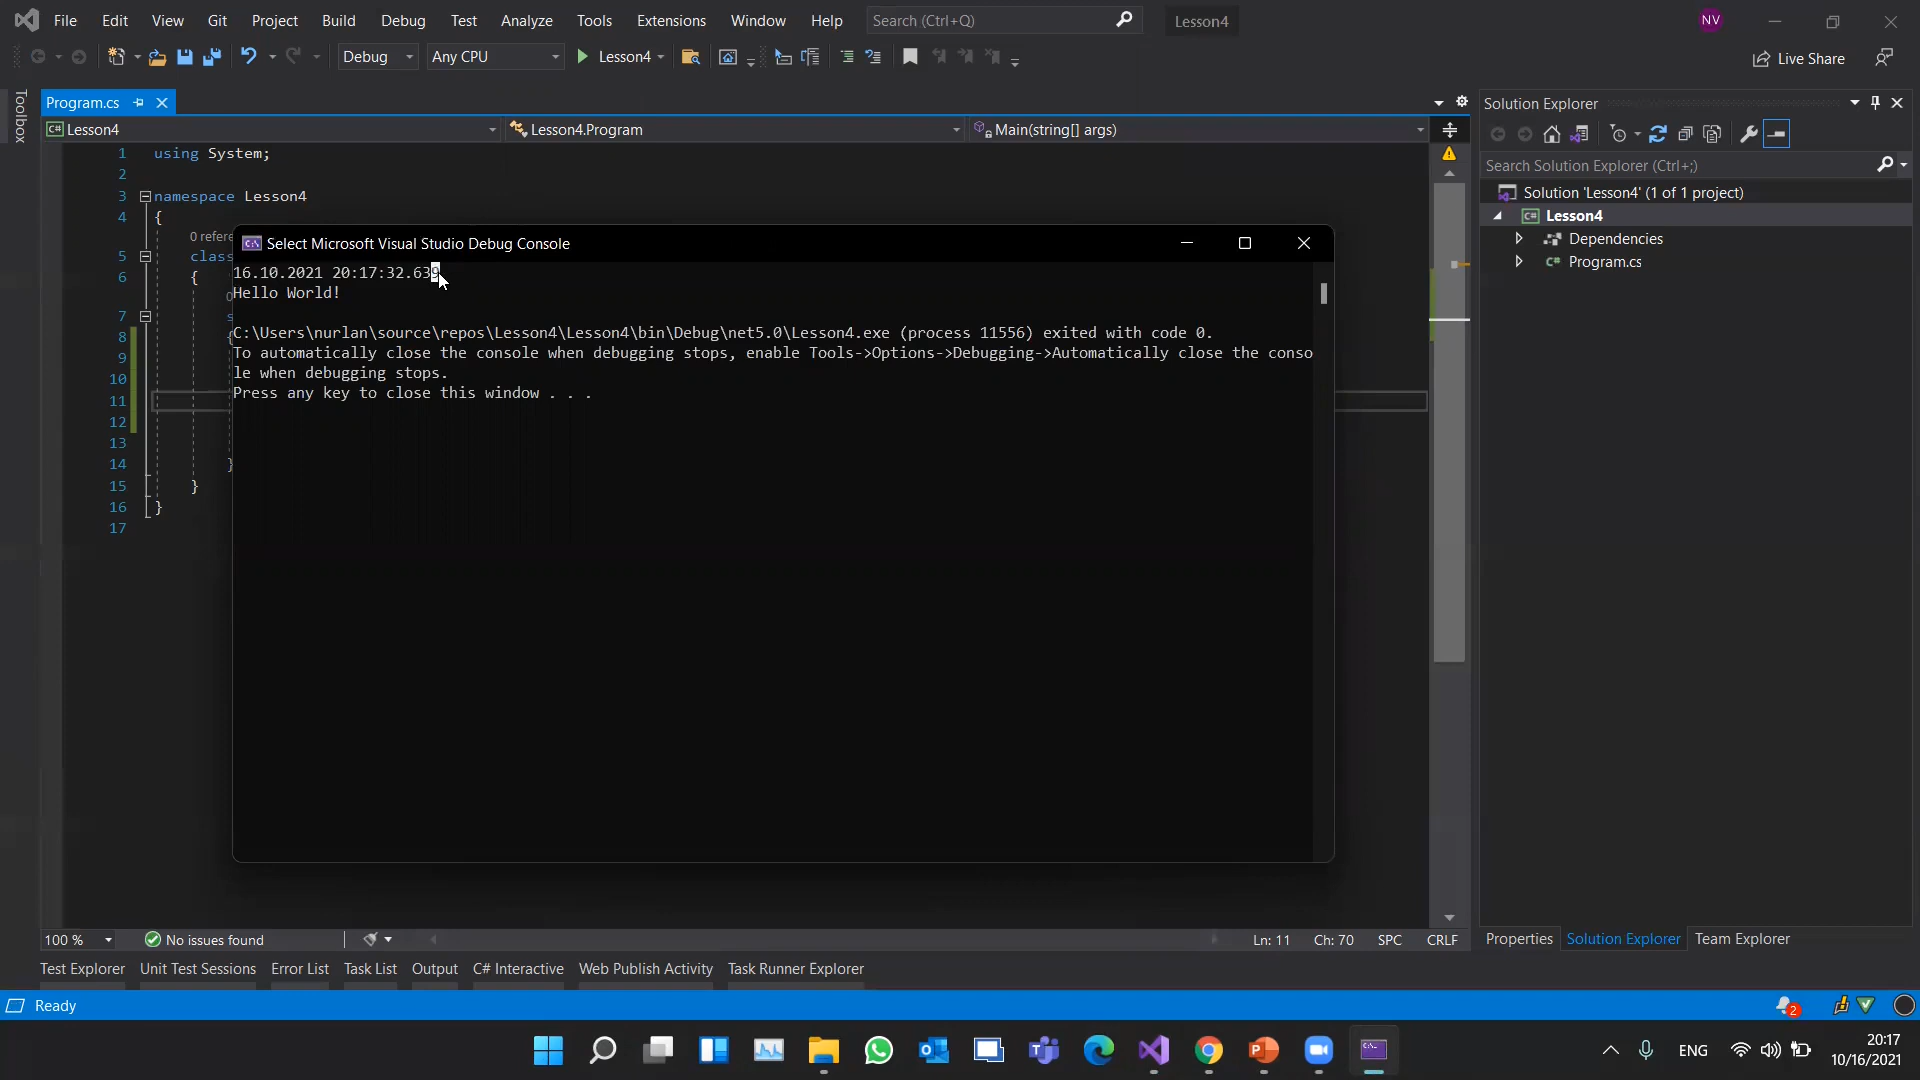 File Edit View Git Project Build Debug Test Analyze Tools Extensions Window Help Search (Ctrl+Q) Lesson4 NV
Debug Any CPU Lesson4 Live Share
Toolbox
Program.cs
Lesson4 Lesson4.Program Main(string[] args)
1 using System;
2
3 namespace Lesson4
4 {
0 refere
5 class
6 {
0
7 s
8 {
9
10
11
12
13
14 }
15 }
16 }
17
Select Microsoft Visual Studio Debug Console
16.10.2021 20:17:32.639
Hello World!
C:\Users\nurlan\source\repos\Lesson4\Lesson4\bin\Debug\net5.0\Lesson4.exe (process 11556) exited with code 0.
To automatically close the console when debugging stops, enable Tools->Options->Debugging->Automatically close the conso
le when debugging stops.
Press any key to close this window . . .
Solution Explorer
Search Solution Explorer (Ctrl+;)
Solution 'Lesson4' (1 of 1 project)
Lesson4
Dependencies
Program.cs
100 % No issues found Ln: 11 Ch: 70 SPC CRLF
Properties Solution Explorer Team Explorer
Test Explorer Unit Test Sessions Error List Task List Output C# Interactive Web Publish Activity Task Runner Explorer
Ready 2
ENG 20:17
10/16/2021